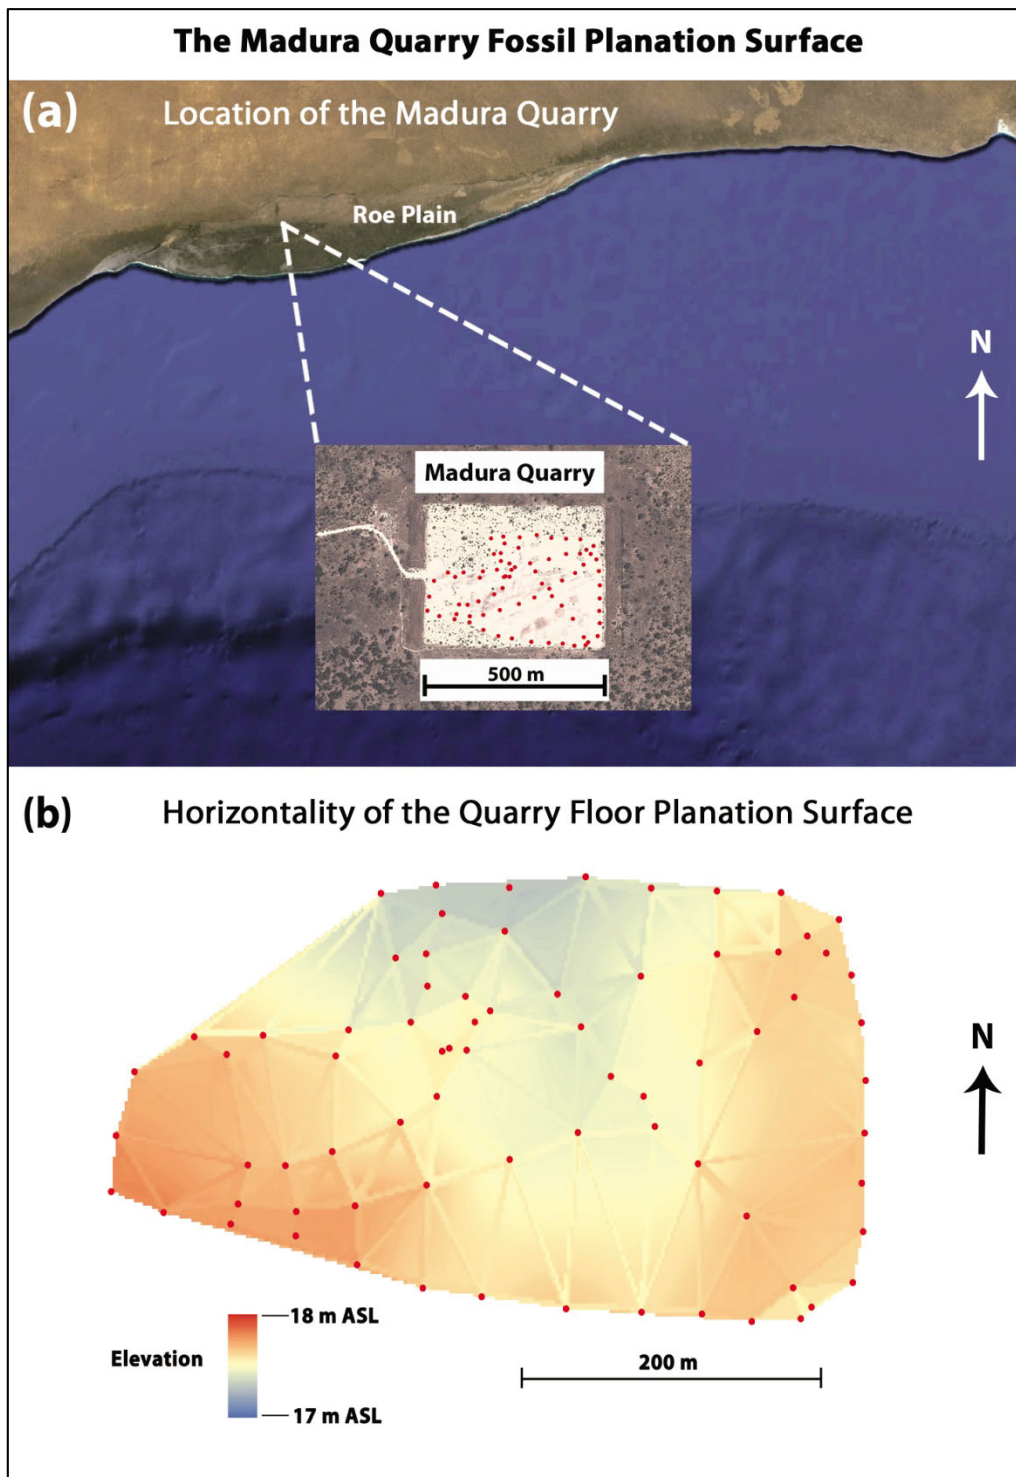 The Madura Quarry Fossil Planation Surface
(a)
Location of the Madura Quarry
Roe Plain
N
Madura Quarry
500 m
(b)
Horizontality of the Quarry Floor Planation Surface
N
18 m ASL
Elevation
17 m ASL
200 m